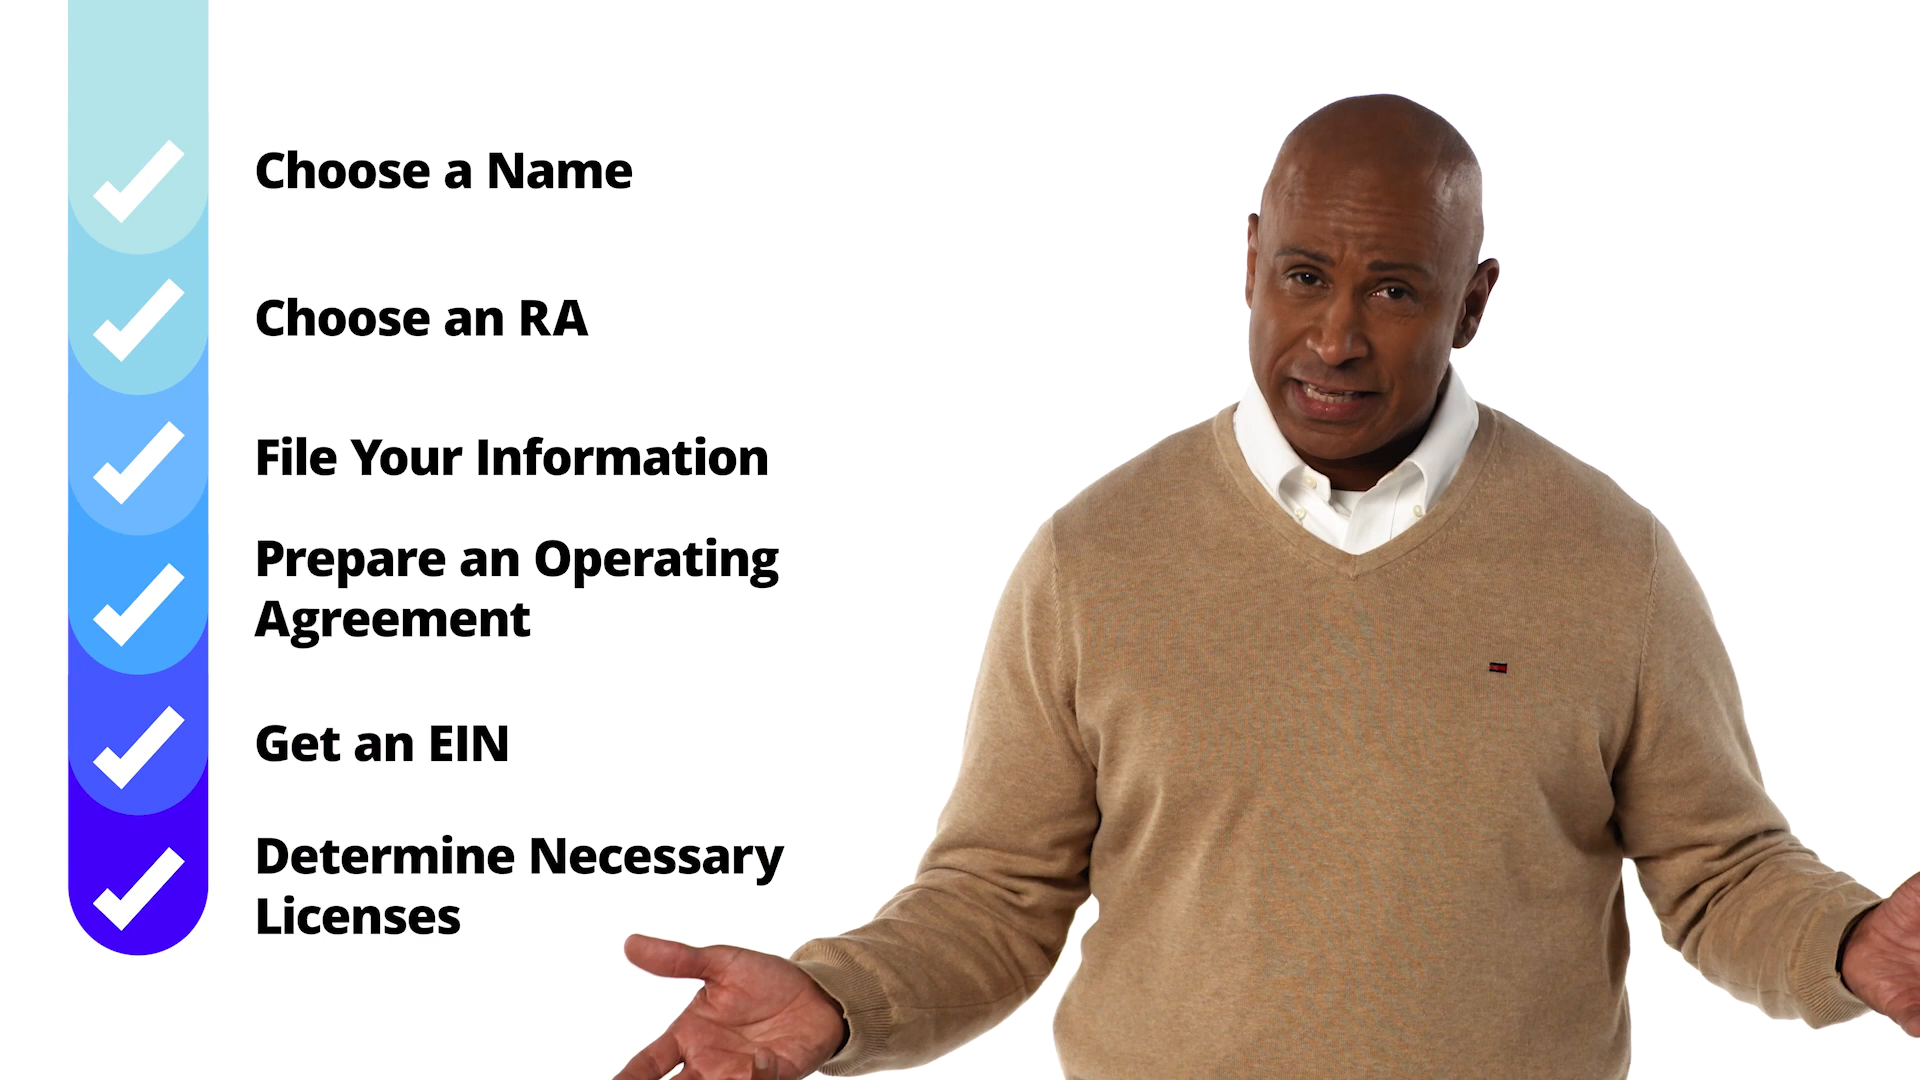 Choose a Name
Choose an RA
File Your Information
Prepare an Operating
Agreement
Get an EIN
Determine Necessary
Licenses